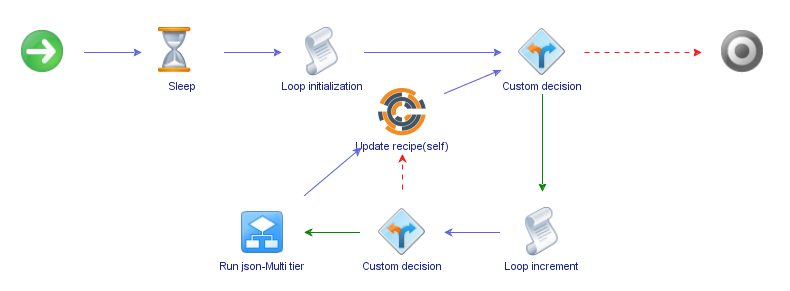 Sleep
Loop initialization
Custom decision
Update recipe(self)
Run json-Multi tier
Custom decision
Loop increment